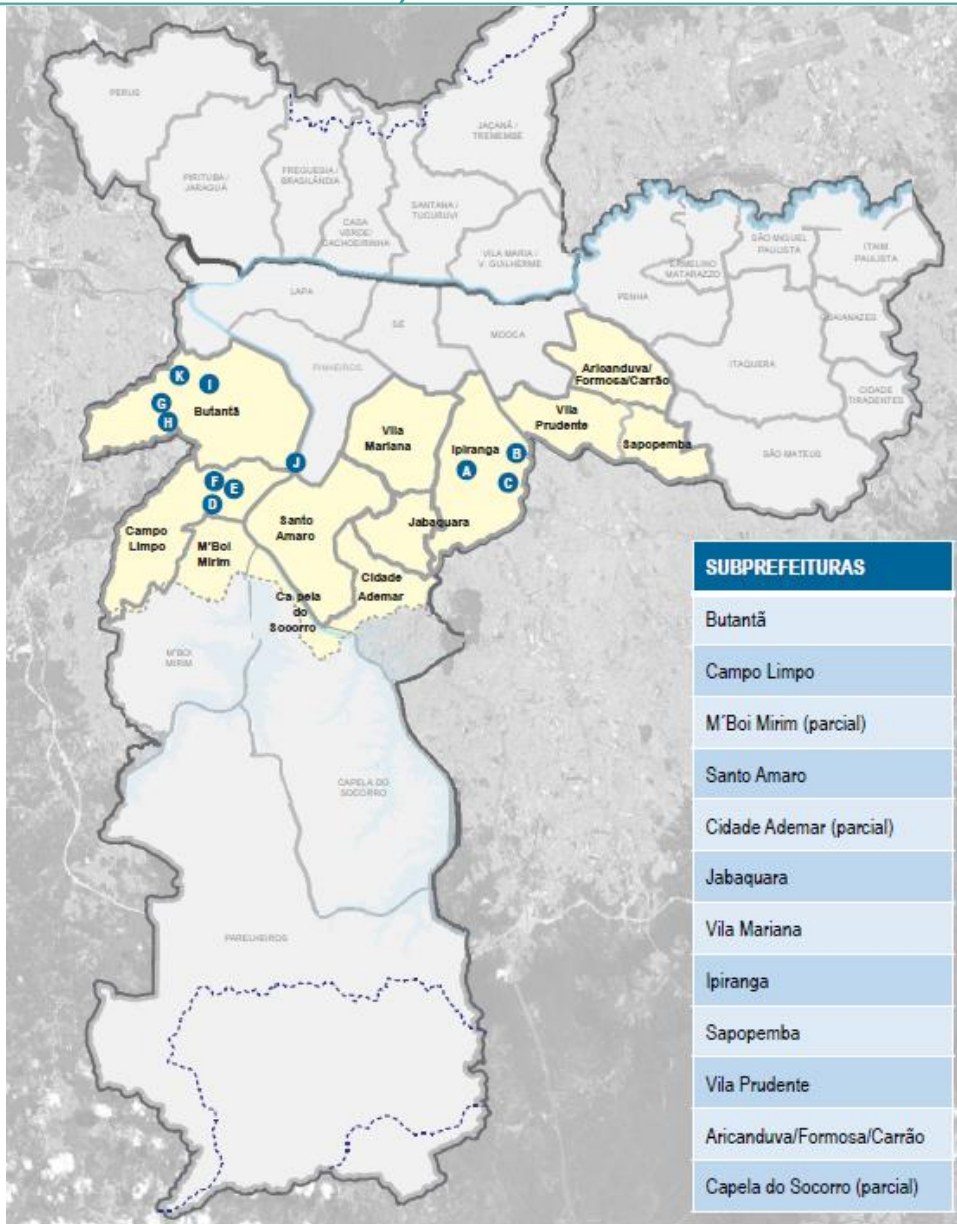 PERUS
JAÇANÃ /
TREMEMBÉ
PIRITUBA /
JARAGUÁ
FREGUESIA /
BRASILÂNDIA
CASA
VERDE/
CACHOEIRINHA
SANTANA /
TUCURUVI
VILA MARIA /
V. GUILHERME
SÃO MIGUEL
PAULISTA
ITAIM
PAULISTA
ERMELINO
MATARAZZO
PENHA
LAPA
SÉ
MOOCA
GUAIANAZES
ITAQUERA
PINHEIROS
CIDADE
TIRADENTES
SÃO MATEUS
Aricanduva/
Formosa/Carrão
K
I
G
H
Butantã
Vila
Prudente
Sapopemba
Vila
Mariana
Ipiranga
A
B
C
J
F
E
D
Campo
Limpo
M'Boi
Mirim
Santo
Amaro
Jabaquara
Cidade
Ademar
Capela
do
Socorro
M'BOI
MIRIM
CAPELA DO
SOCORRO
PARELHEIROS
SUBPREFEITURAS
Butantã
Campo Limpo
M´Boi Mirim (parcial)
Santo Amaro
Cidade Ademar (parcial)
Jabaquara
Vila Mariana
Ipiranga
Sapopemba
Vila Prudente
Aricanduva/Formosa/Carrão
Capela do Socorro (parcial)